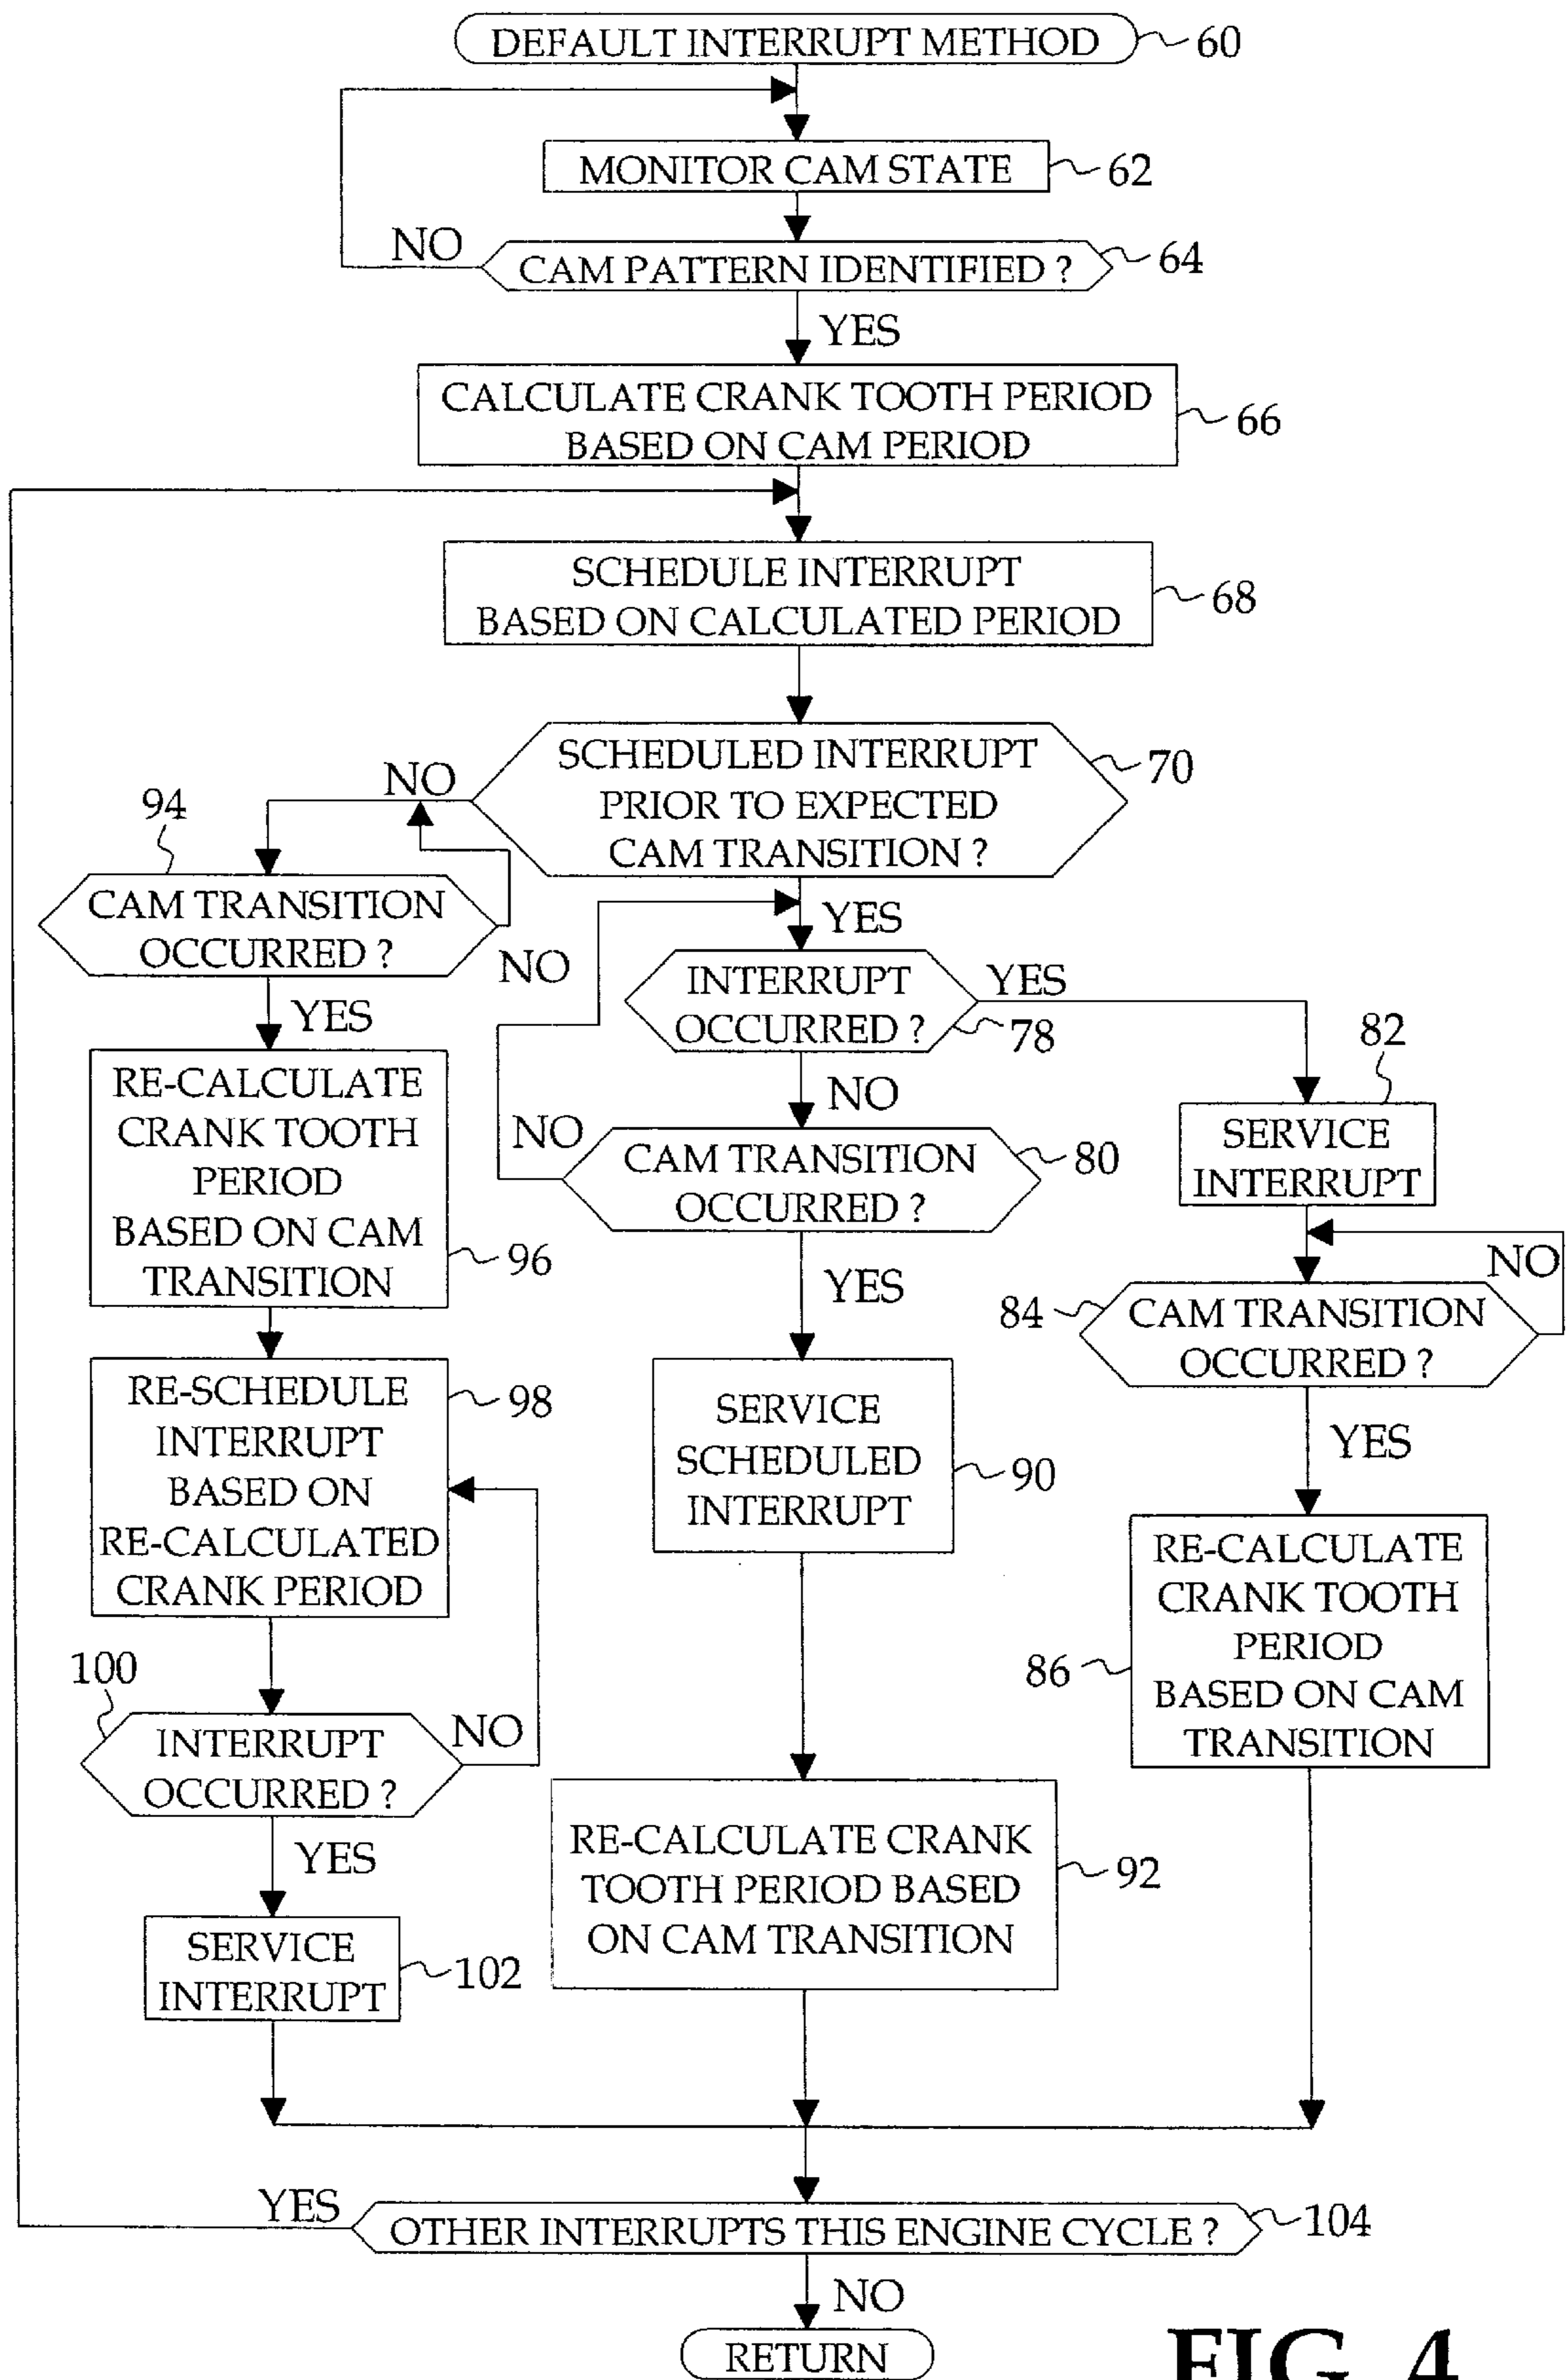 DEFAULT INTERRUPT METHOD
60
MONITOR CAM STATE
62
NO
CAM PATTERN IDENTIFIED ?
64
YES
CALCULATE CRANK TOOTH PERIOD
BASED ON CAM PERIOD
66
SCHEDULE INTERRUPT
BASED ON CALCULATED PERIOD
68
SCHEDULED INTERRUPT
PRIOR TO EXPECTED
CAM TRANSITION ?
70
NO
94
CAM TRANSITION
OCCURRED ?
NO
YES
RE-CALCULATE
CRANK TOOTH
PERIOD
BASED ON CAM
TRANSITION
96
RE-SCHEDULE
INTERRUPT
BASED ON
RE-CALCULATED
CRANK PERIOD
98
100
INTERRUPT
OCCURRED ?
NO
YES
SERVICE
INTERRUPT
102
YES
INTERRUPT
OCCURRED ?
78
YES
NO
NO
CAM TRANSITION
OCCURRED ?
80
YES
SERVICE
SCHEDULED
INTERRUPT
90
RE-CALCULATE CRANK
TOOTH PERIOD BASED
ON CAM TRANSITION
92
82
SERVICE
INTERRUPT
NO
84
CAM TRANSITION
OCCURRED ?
YES
RE-CALCULATE
CRANK TOOTH
PERIOD
BASED ON CAM
TRANSITION
86
YES
OTHER INTERRUPTS THIS ENGINE CYCLE ?
104
NO
RETURN
FIG. 4